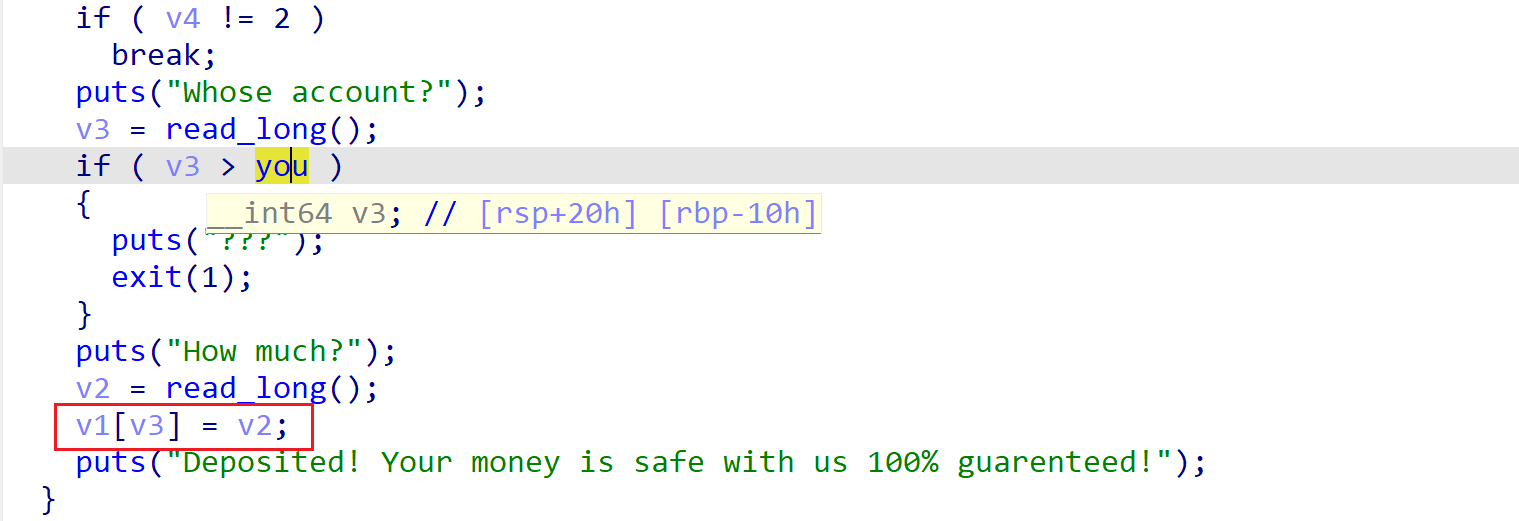 if ( v4 != 2 )
break;
puts("Whose account?");
v3 = read_long();
if ( v3 > you )
{
__int64 v3; // [rsp+20h] [rbp-10h]
puts("???");
exit(1);
}
puts("How much?");
v2 = read_long();
v1[v3] = v2;
puts("Deposited! Your money is safe with us 100% guarenteed!");
}